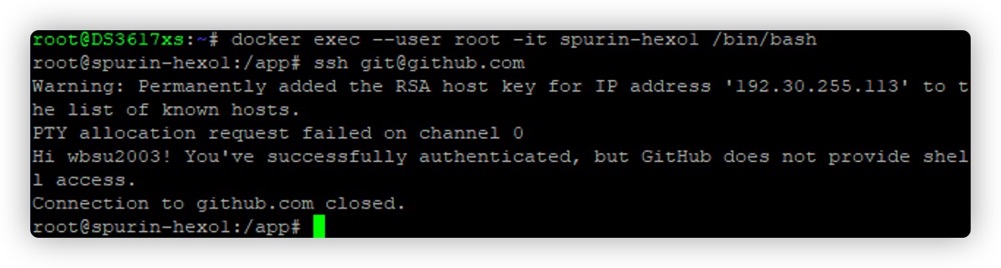 root@DS3617xs:~# docker exec --user root -it spurin-hexo1 /bin/bash
root@spurin-hexo1:/app# ssh git@github.com
Warning: Permanently added the RSA host key for IP address '192.30.255.113' to t
he list of known hosts.
PTY allocation request failed on channel 0
Hi wbsu2003! You've successfully authenticated, but GitHub does not provide shel
l access.
Connection to github.com closed.
root@spurin-hexo1:/app#